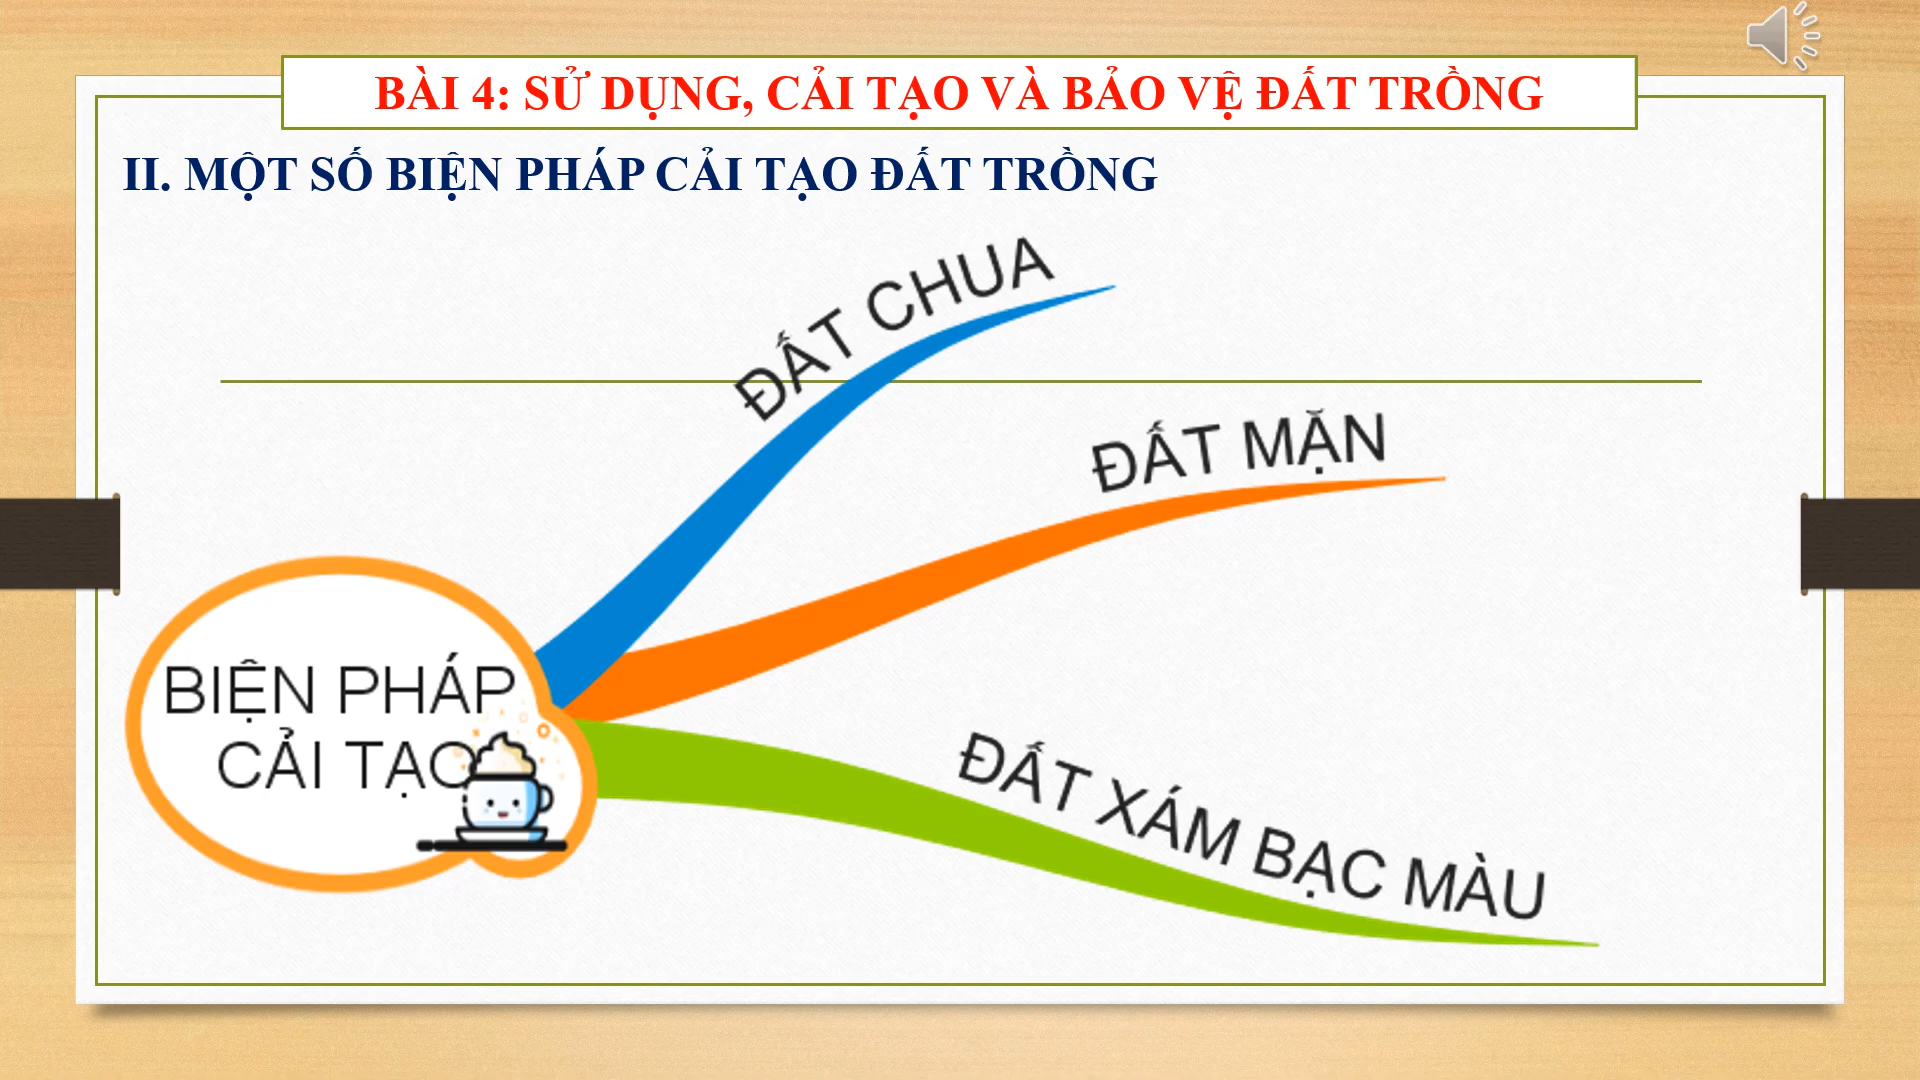 BÀI 4: SỬ DỤNG, CẢI TẠO VÀ BẢO VỆ ĐẤT TRỒNG
II. MỘT SỐ BIỆN PHÁP CẢI TẠO ĐẤT TRỒNG
ĐẤT CHUA
ĐẤT MẶN
BIỆN PHÁP
CẢI TẠO
ĐẤT XÁM BẠC MÀU